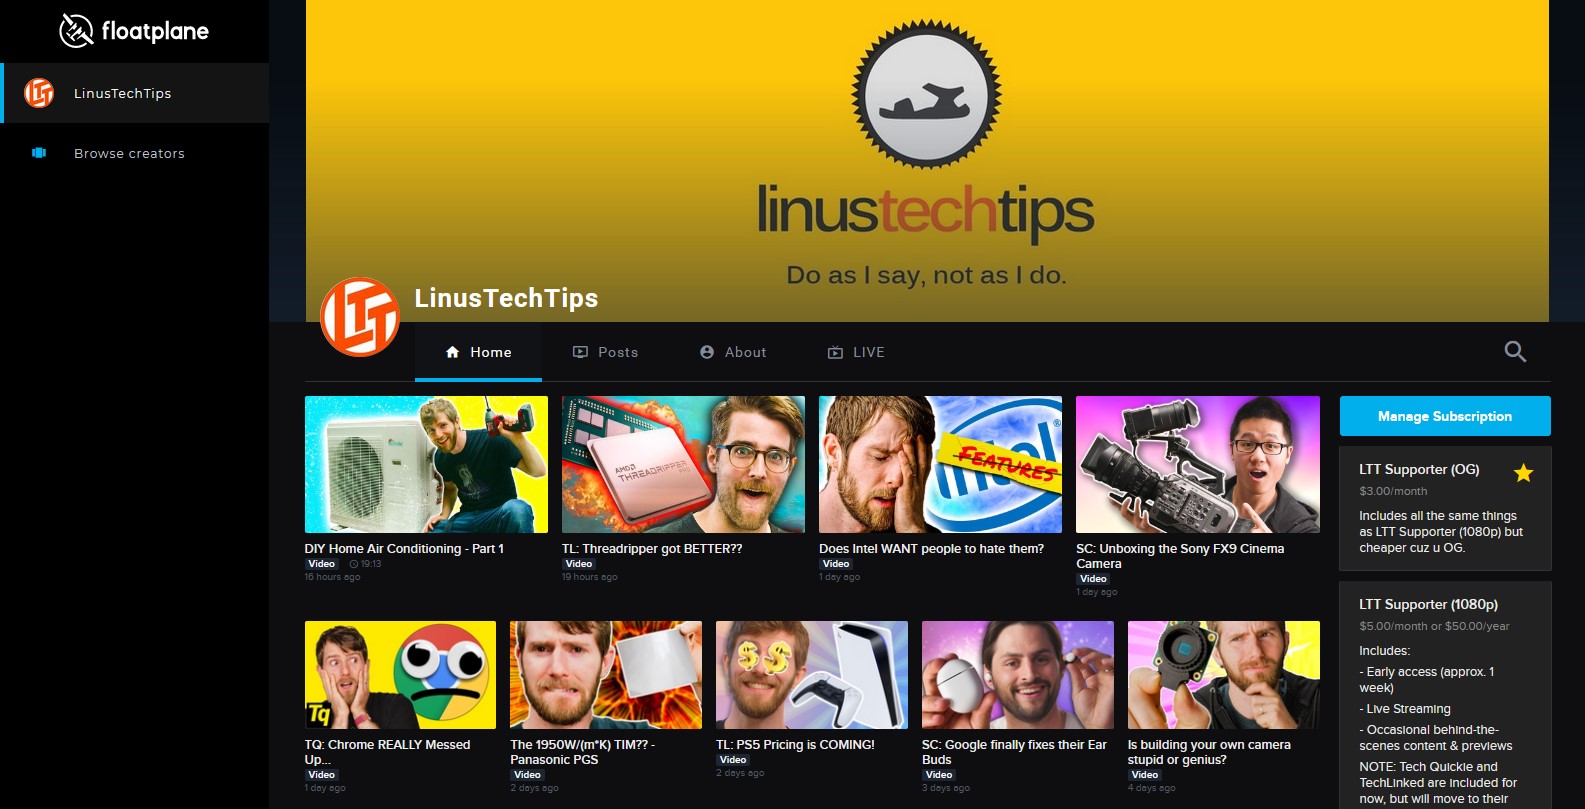 floatplane
LinusTechTips
Browse creators
linustechtips
Do as I say, not as I do.
LTT
LinusTechTips
Home
Posts
About
LIVE
AMD
THREADRIPPER
FEATURES
intel
DIY Home Air Conditioning - Part 1
Video
19:13
16 hours ago
TL: Threadripper got BETTER??
Video
19 hours ago
Does Intel WANT people to hate them?
Video
1 day ago
SC: Unboxing the Sony FX9 Cinema
Camera
Video
1 day ago
Tq
$ $
TQ: Chrome REALLY Messed
Up...
Video
1 day ago
The 1950W/(m*K) TIM?? -
Panasonic PGS
Video
2 days ago
TL: PS5 Pricing is COMING!
Video
2 days ago
SC: Google finally fixes their Ear
Buds
Video
3 days ago
Is building your own camera
stupid or genius?
Video
4 days ago
Manage Subscription
LTT Supporter (OG)
$3.00/month
Includes all the same things
as LTT Supporter (1080p) but
cheaper cuz u OG.
LTT Supporter (1080p)
$5.00/month or $50.00/year
Includes:
- Early access (approx. 1
week)
- Live Streaming
- Occasional behind-the-
scenes content & previews
NOTE: Tech Quickie and
TechLinked are included for
now, but will move to their